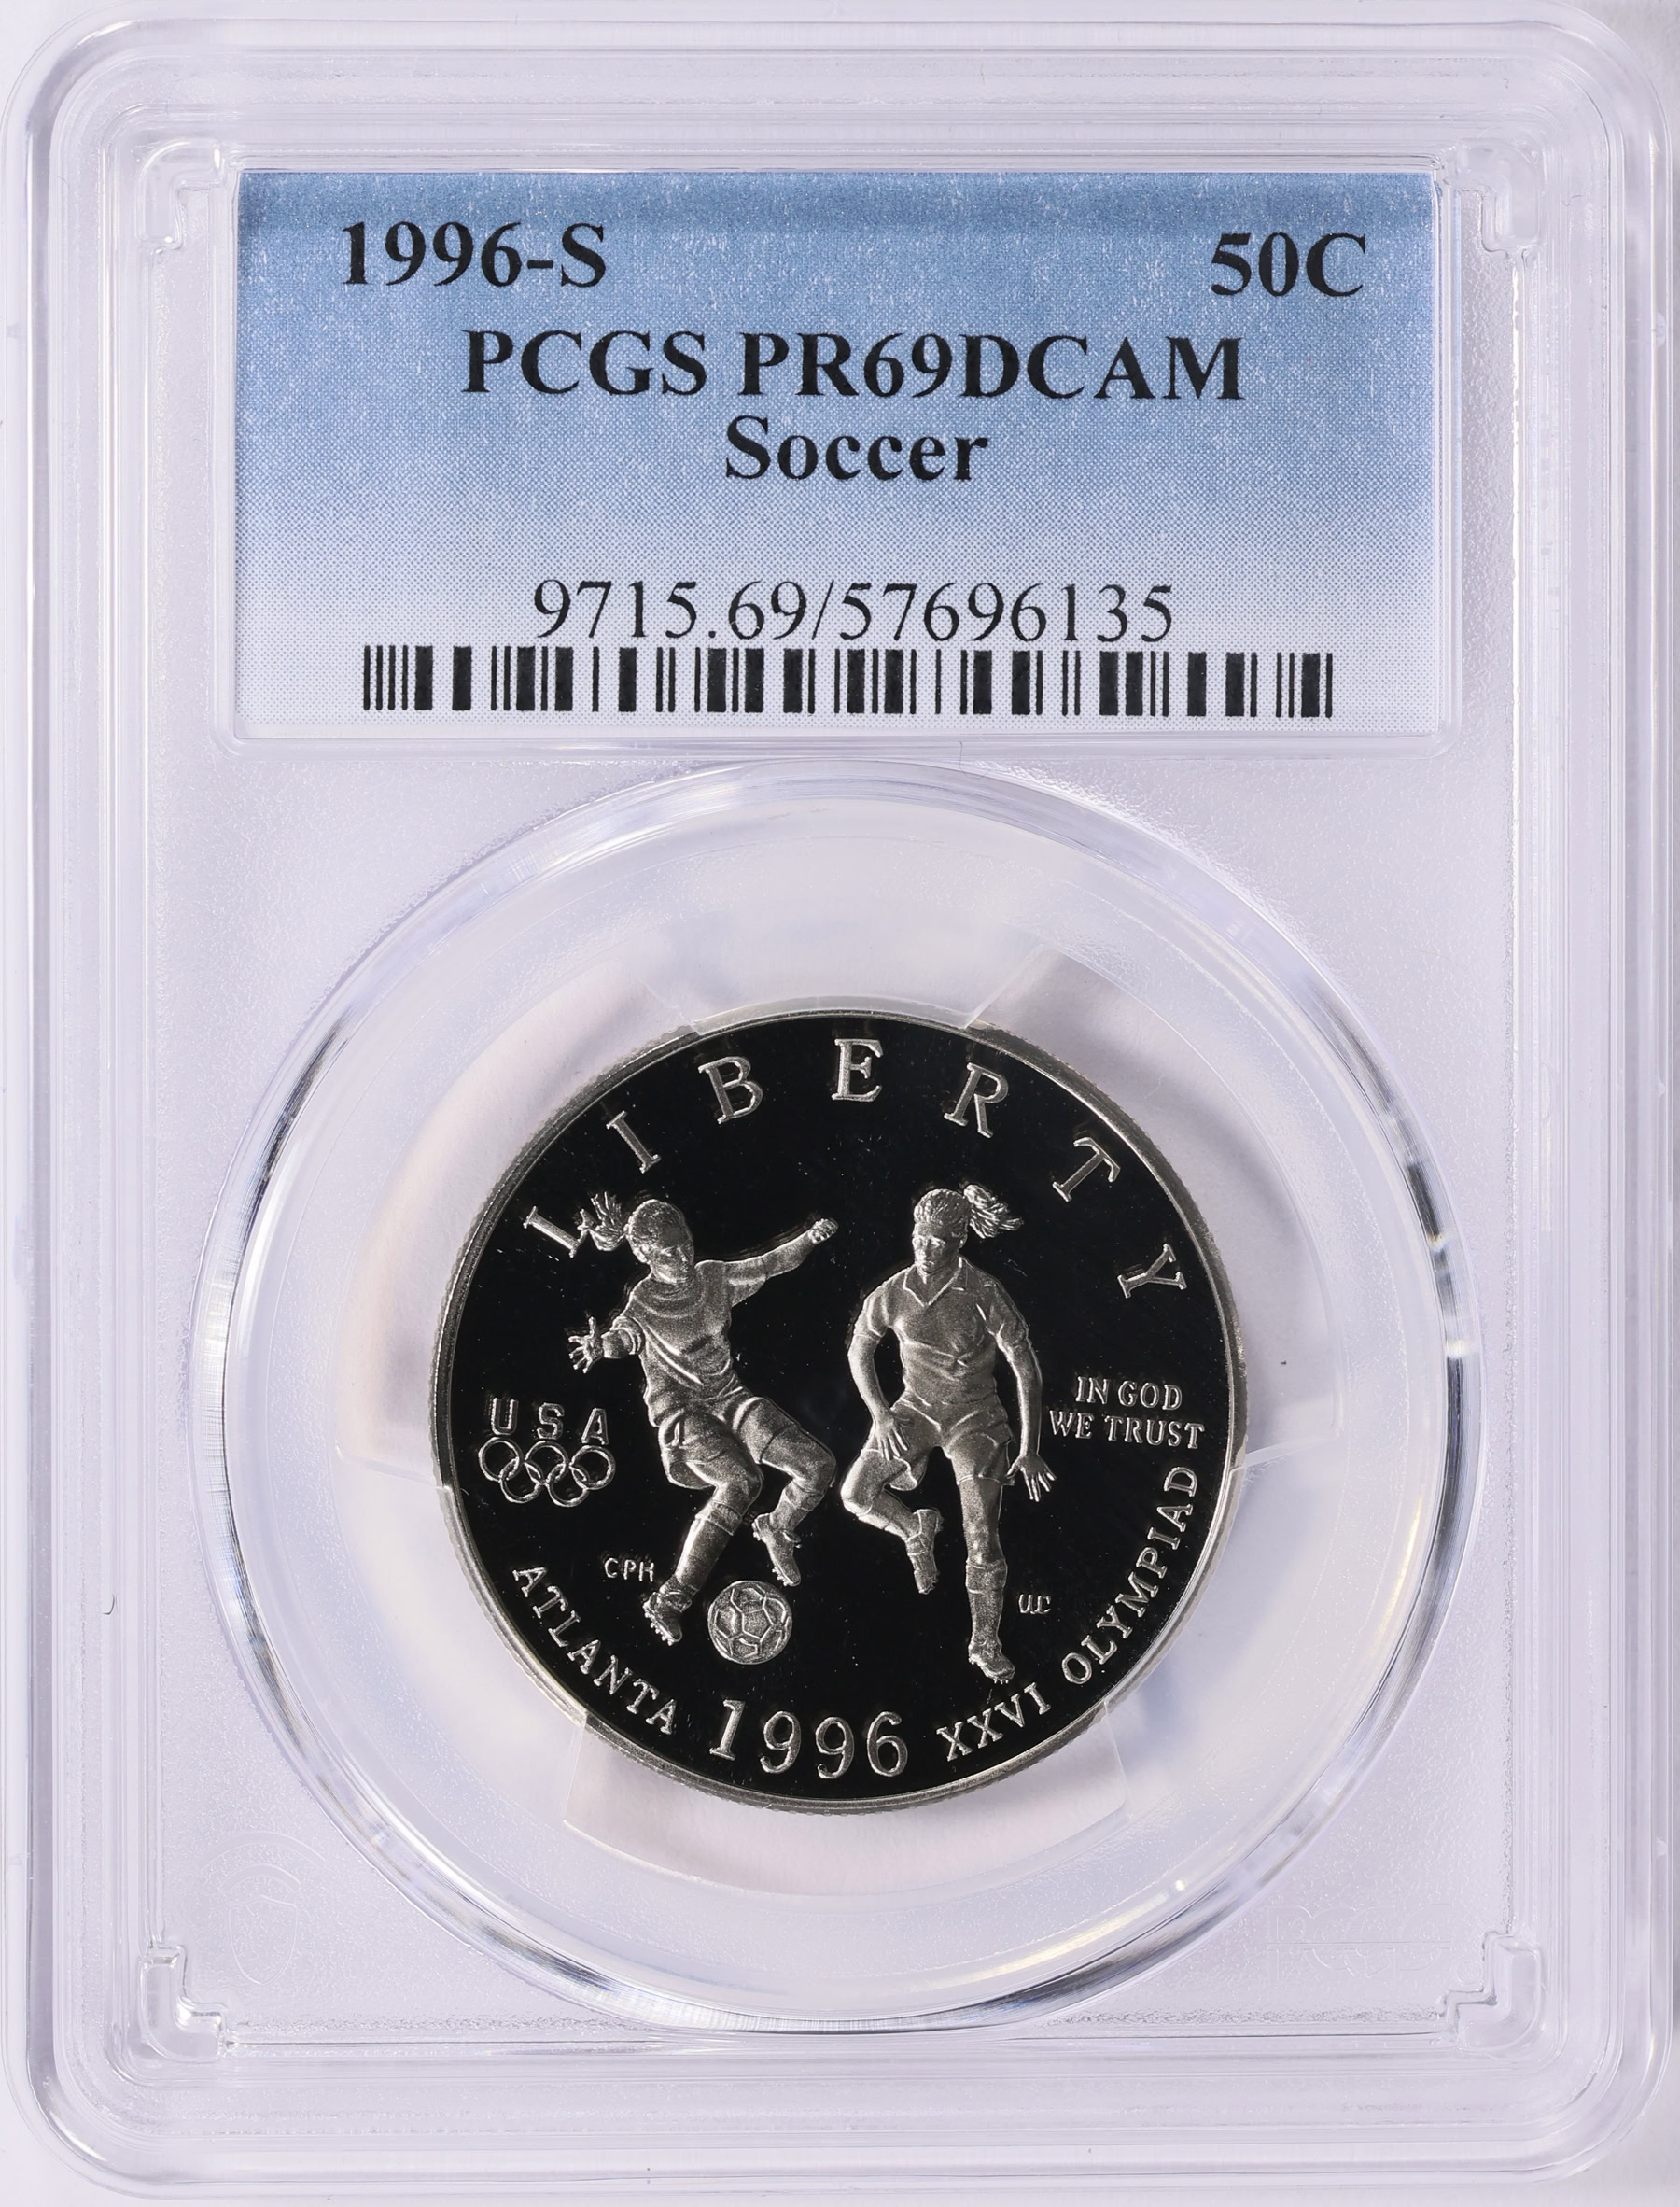 1996-S 50C
PCGS PR69DCAM
Soccer
9715.69/57696135
LIBERTY
USA
IN GOD
WE TRUST
CPH
UC
ATLANTA 1996 XXVI OLYMPIAD